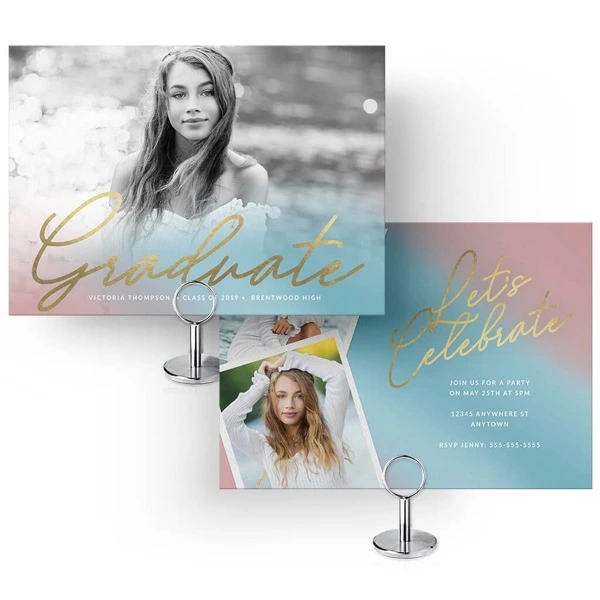 Graduate
VICTORIA THOMPSON • CLASS OF 2019 • BRENTWOOD HIGH
Let's
Celebrate
JOIN US FOR A PARTY
ON MAY 25TH AT 5PM
12345 ANYWHERE ST
ANYTOWN
RSVP JENNY: 555-555-5555